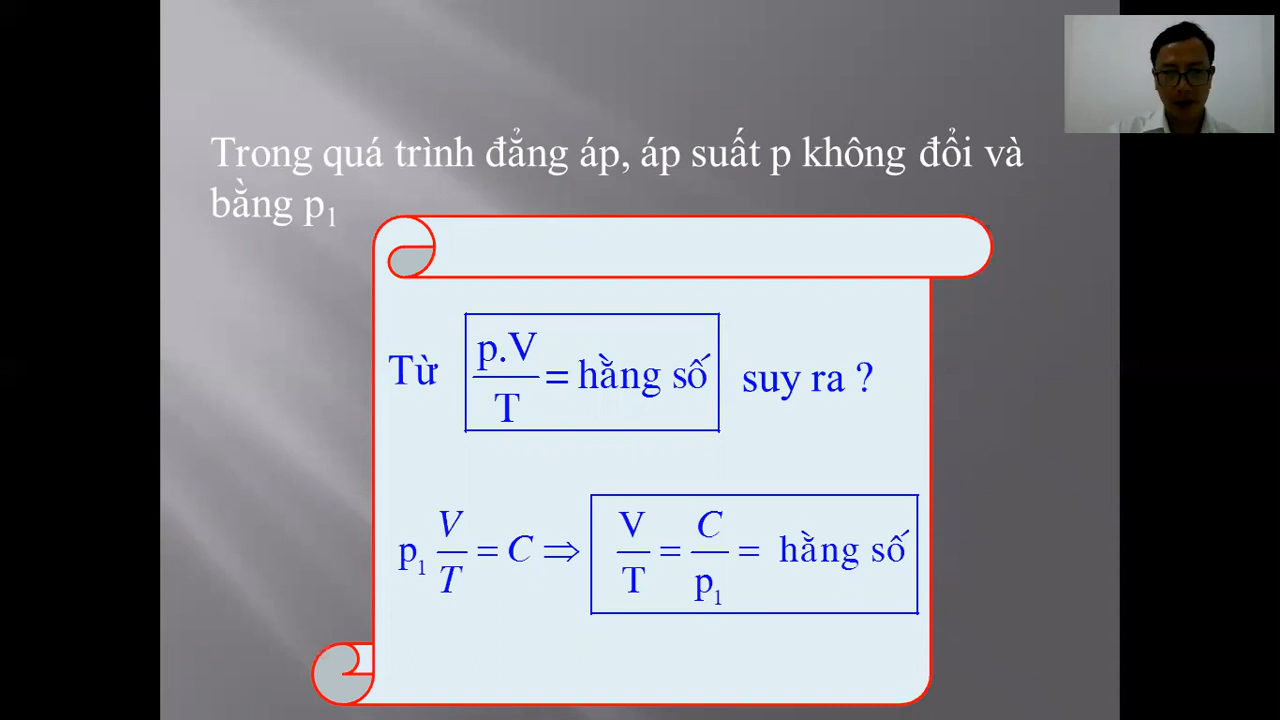 Trong quá trình đẳng áp, áp suất p không đổi và
bằng p₁
Từ p.V/T = hằng số suy ra ?
p₁ V/T = C ⇒ V/T = C/p₁ = hằng số